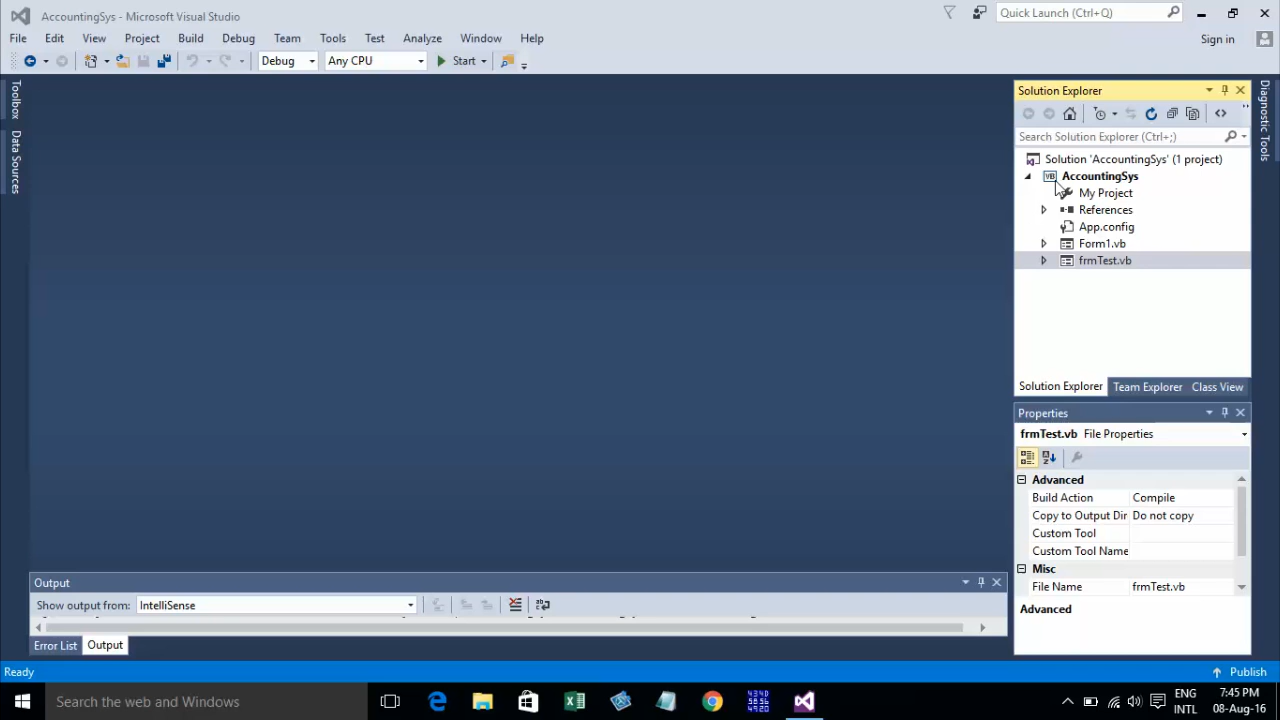 AccountingSys - Microsoft Visual Studio
Quick Launch (Ctrl+Q)
File Edit View Project Build Debug Team Tools Test Analyze Window Help
Sign in
Debug Any CPU Start
Toolbox
Data Sources
Solution Explorer
Search Solution Explorer (Ctrl+;)
Solution 'AccountingSys' (1 project)
VB AccountingSys
My Project
References
App.config
Form1.vb
frmTest.vb
Solution Explorer Team Explorer Class View
Diagnostic Tools
Properties
frmTest.vb File Properties
Advanced
Build Action Compile
Copy to Output Dir Do not copy
Custom Tool
Custom Tool Name
Misc
File Name frmTest.vb
Advanced
Output
Show output from: IntelliSense
Error List Output
Ready
Publish
Search the web and Windows
ENG
INTL
7:45 PM
08-Aug-16